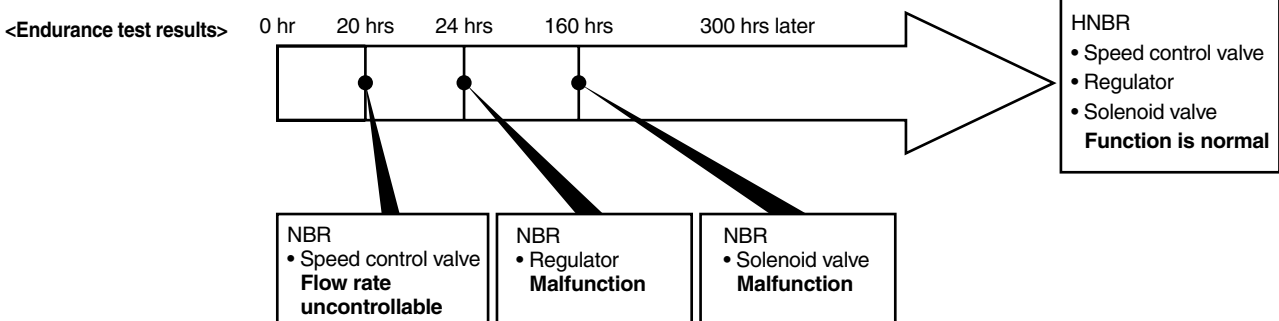 <Endurance test results>
0 hr 20 hrs 24 hrs 160 hrs 300 hrs later
HNBR
• Speed control valve
• Regulator
• Solenoid valve
Function is normal
NBR
• Speed control valve
Flow rate
uncontrollable
NBR
• Regulator
Malfunction
NBR
• Solenoid valve
Malfunction